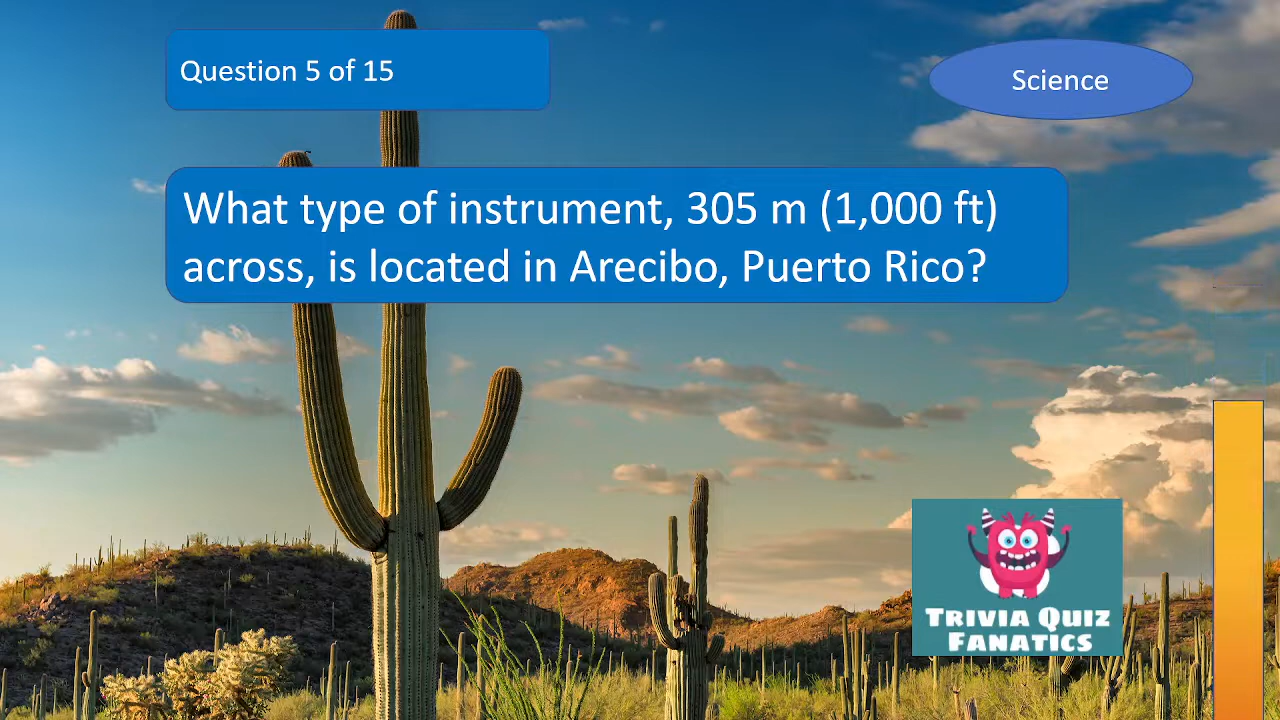 Question 5 of 15
Science
What type of instrument, 305 m (1,000 ft)
across, is located in Arecibo, Puerto Rico?
TRIVIA QUIZ
FANATICS